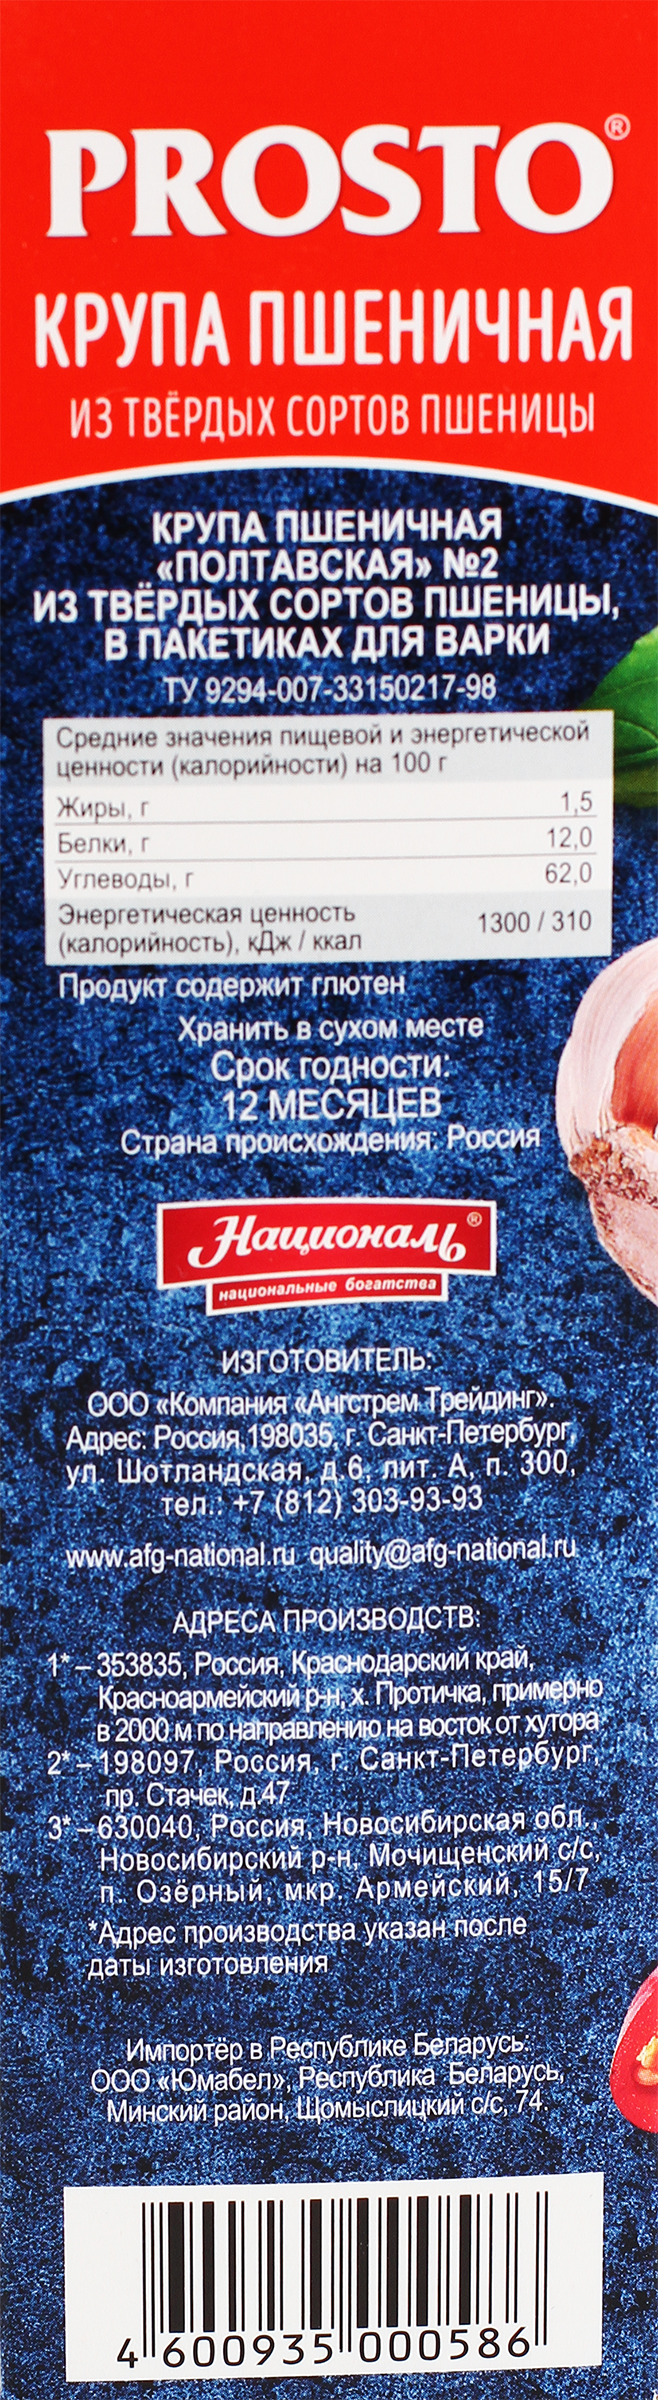 PROSTO®
КРУПА ПШЕНИЧНАЯ
ИЗ ТВЁРДЫХ СОРТОВ ПШЕНИЦЫ
КРУПА ПШЕНИЧНАЯ
«ПОЛТАВСКАЯ» №2
ИЗ ТВЁРДЫХ СОРТОВ ПШЕНИЦЫ,
В ПАКЕТИКАХ ДЛЯ ВАРКИ
ТУ 9294-007-33150217-98
Средние значения пищевой и энергетической
ценности (калорийности) на 100 г
Жиры, г 1,5
Белки, г 12,0
Углеводы, г 62,0
Энергетическая ценность
(калорийность), кДж / ккал 1300 / 310
Продукт содержит глютен
Хранить в сухом месте
Срок годности:
12 МЕСЯЦЕВ
Страна происхождения: Россия
Националь®
национальные богатства
ИЗГОТОВИТЕЛЬ:
ООО «Компания «Ангстрем Трейдинг».
Адрес: Россия,198035, г. Санкт-Петербург,
ул. Шотландская, д.6, лит. А, п. 300,
тел.: +7 (812) 303-93-93
www.afg-national.ru quality@afg-national.ru
АДРЕСА ПРОИЗВОДСТВ:
1* – 353835, Россия, Краснодарский край,
Красноармейский р-н, х. Протичка, примерно
в 2000 м по направлению на восток от хутора
2* – 198097, Россия, г. Санкт-Петербург,
пр. Стачек, д.47
3* – 630040, Россия, Новосибирская обл.,
Новосибирский р-н, Мочищенский с/с,
п. Озёрный, мкр. Армейский, 15/7
*Адрес производства указан после
даты изготовления
Импортёр в Республике Беларусь:
ООО «Юмабел», Республика Беларусь,
Минский район, Щомыслицкий с/с, 74.
4 600935 000586